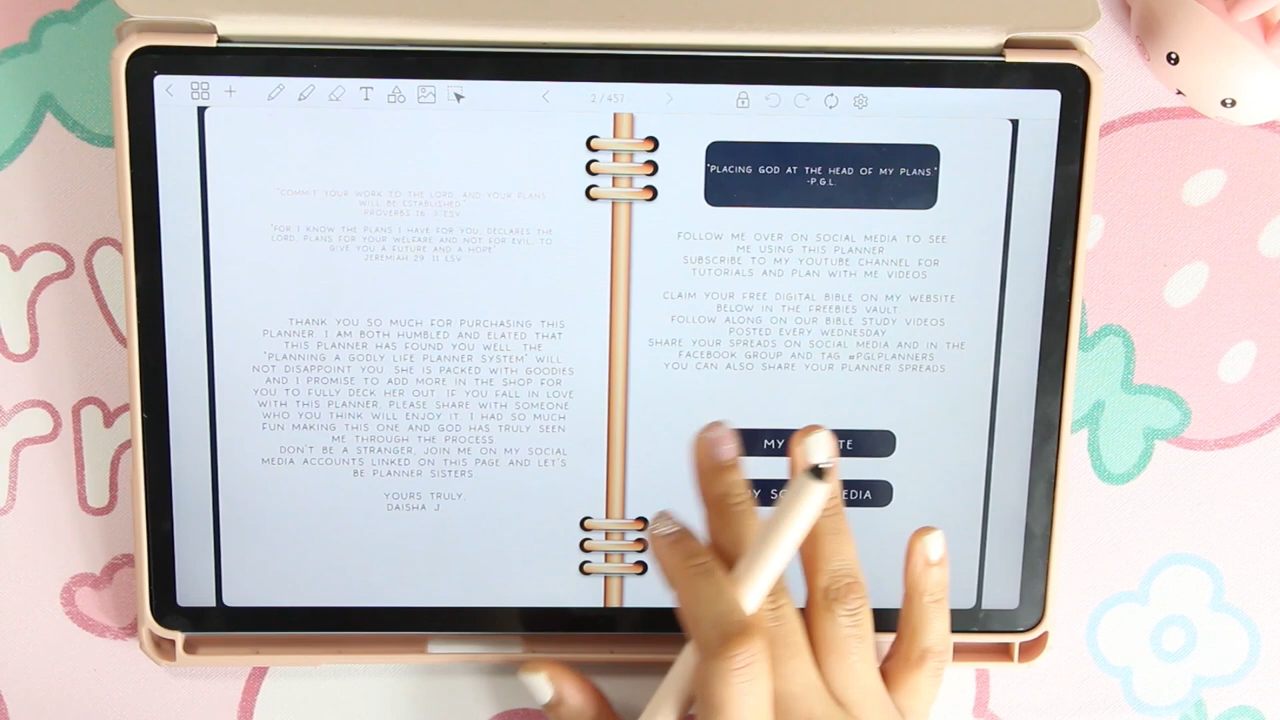 2/457
"COMMIT YOUR WORK TO THE LORD, AND YOUR PLANS
WILL BE ESTABLISHED"
PROVERBS 16:3 ESV
"FOR I KNOW THE PLANS I HAVE FOR YOU, DECLARES THE
LORD, PLANS FOR YOUR WELFARE AND NOT FOR EVIL, TO
GIVE YOU A FUTURE AND A HOPE"
JEREMIAH 29:11 ESV
THANK YOU SO MUCH FOR PURCHASING THIS
PLANNER. I AM BOTH HUMBLED AND ELATED THAT
THIS PLANNER HAS FOUND YOU WELL. THE
"PLANNING A GODLY LIFE PLANNER SYSTEM" WILL
NOT DISAPPOINT YOU. SHE IS PACKED WITH GOODIES
AND I PROMISE TO ADD MORE IN THE SHOP FOR
YOU TO FULLY DECK HER OUT. IF YOU FALL IN LOVE
WITH THIS PLANNER, PLEASE SHARE WITH SOMEONE
WHO YOU THINK WILL ENJOY IT. I HAD SO MUCH
FUN MAKING THIS ONE AND GOD HAS TRULY SEEN
ME THROUGH THE PROCESS
DON'T BE A STRANGER, JOIN ME ON MY SOCIAL
MEDIA ACCOUNTS LINKED ON THIS PAGE AND LET'S
BE PLANNER SISTERS
YOURS TRULY,
DAISHA J
"PLACING GOD AT THE HEAD OF MY PLANS."
-P.G.L.
FOLLOW ME OVER ON SOCIAL MEDIA TO SEE
ME USING THIS PLANNER
SUBSCRIBE TO MY YOUTUBE CHANNEL FOR
TUTORIALS AND PLAN WITH ME VIDEOS
CLAIM YOUR FREE DIGITAL BIBLE ON MY WEBSITE
BELOW IN THE FREEBIES VAULT.
FOLLOW ALONG ON OUR BIBLE STUDY VIDEOS
POSTED EVERY WEDNESDAY
SHARE YOUR SPREADS ON SOCIAL MEDIA AND IN THE
FACEBOOK GROUP AND TAG #PGLPLANNERS
YOU CAN ALSO SHARE YOUR PLANNER SPREADS
MY